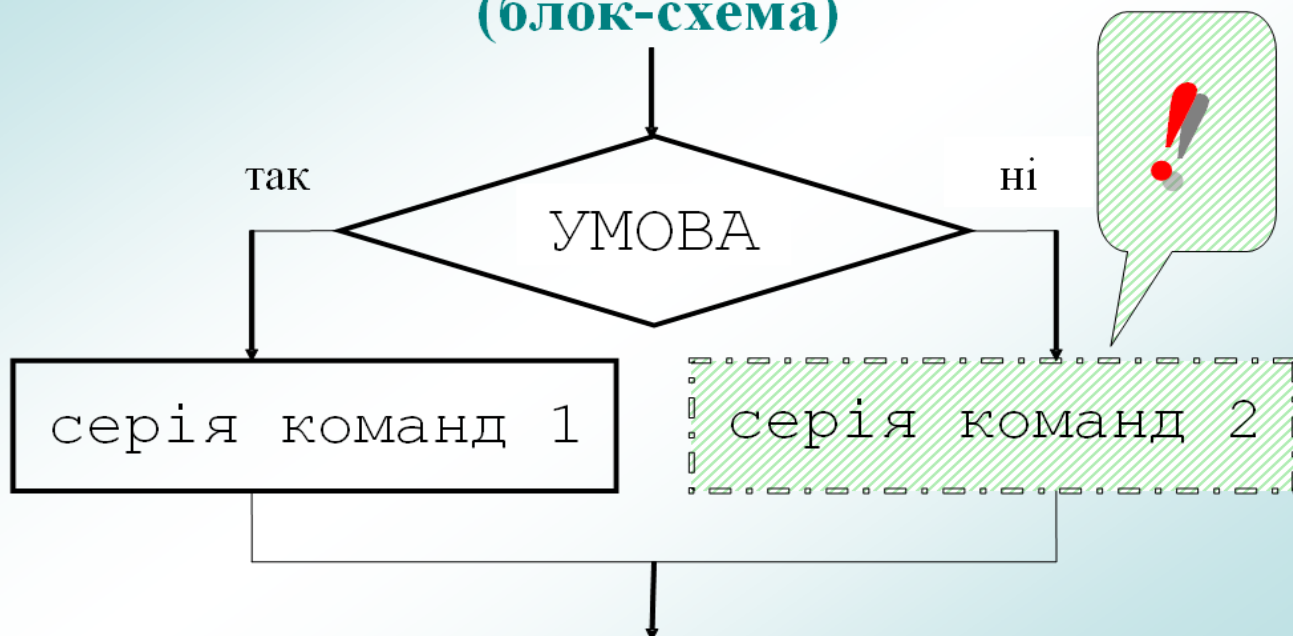 (блок-схема)
так
ні
УМОВА
серія команд 1
серія команд 2